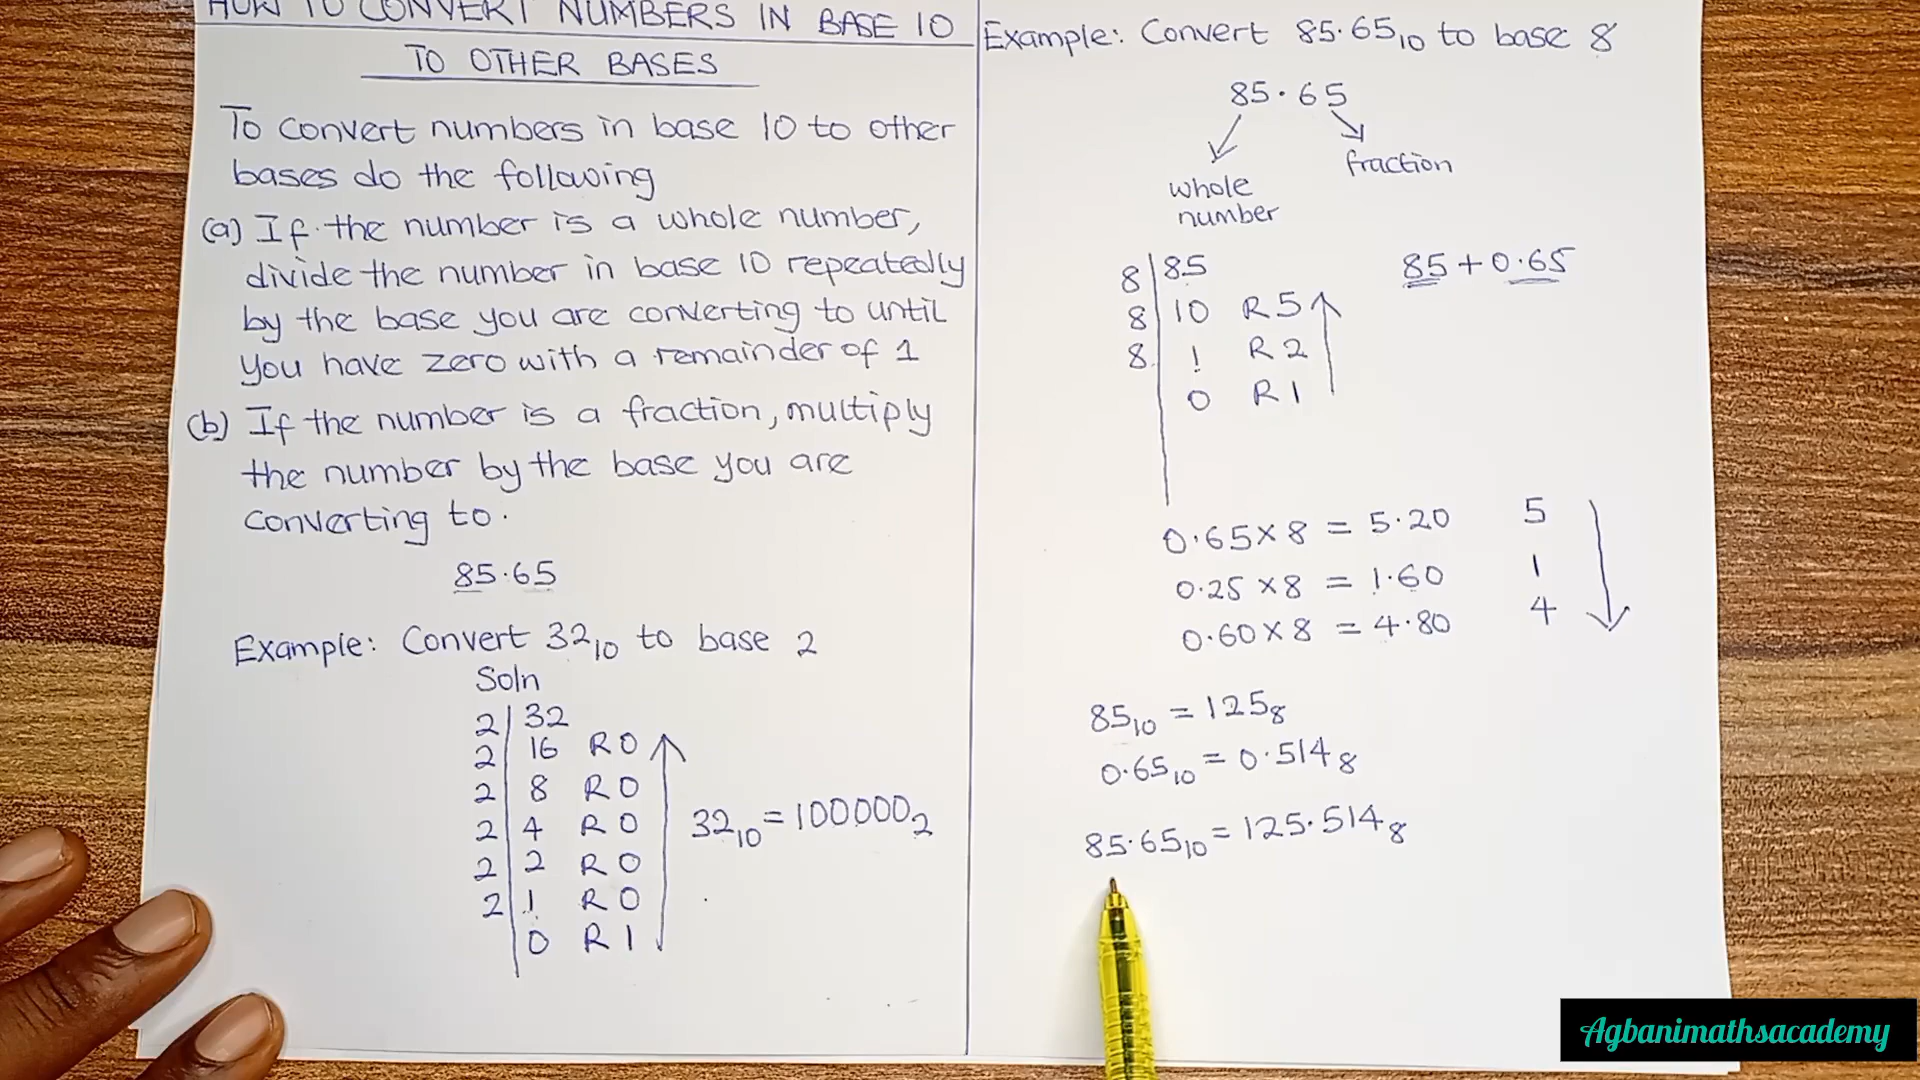 HOW TO CONVERT NUMBERS IN BASE 10
TO OTHER BASES
To convert numbers in base 10 to other
bases do the following
(a) If the number is a whole number,
divide the number in base 10 repeatedly
by the base you are converting to until
you have zero with a remainder of 1
(b) If the number is a fraction, multiply
the number by the base you are
converting to.
85.65
Example: Convert 32₁₀ to base 2
Soln
2 32
2 16 R 0
2 8 R 0
2 4 R 0
2 2 R 0
2 1 R 0
0 R 1
32₁₀ = 100000₂
Example: Convert 85.65₁₀ to base 8
85.65
whole
number
fraction
8 85
8 10 R 5
8 1 R 2
0 R 1
85 + 0.65
0.65 × 8 = 5.20 5
0.25 × 8 = 1.60 1
0.60 × 8 = 4.80 4
85₁₀ = 125₈
0.65₁₀ = 0.514₈
85.65₁₀ = 125.514₈
Agbanimathsacademy